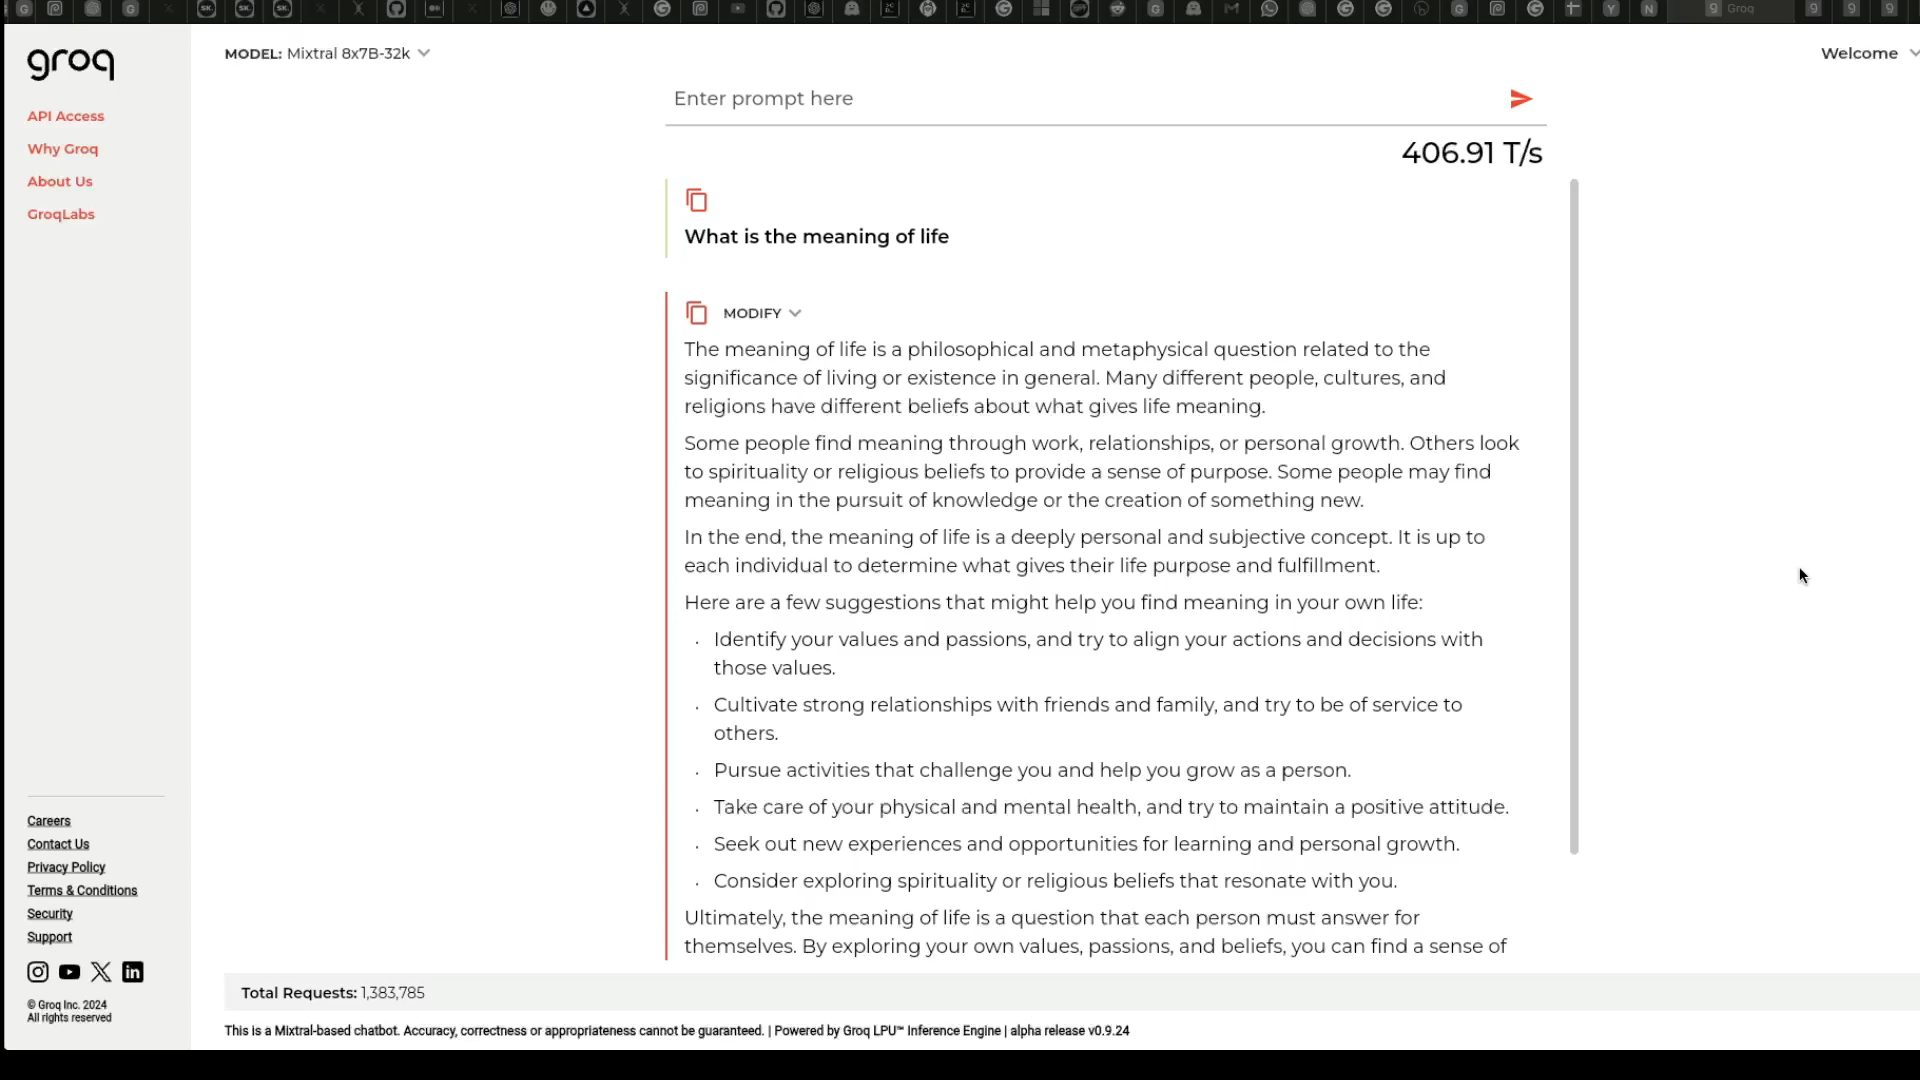 groq
API Access
Why Groq
About Us
GroqLabs
Careers
Contact Us
Privacy Policy
Terms & Conditions
Security
Support
© Groq Inc. 2024
All rights reserved
MODEL: Mixtral 8x7B-32k
Welcome
Enter prompt here
406.91 T/s
What is the meaning of life
MODIFY
The meaning of life is a philosophical and metaphysical question related to the
significance of living or existence in general. Many different people, cultures, and
religions have different beliefs about what gives life meaning.
Some people find meaning through work, relationships, or personal growth. Others look
to spirituality or religious beliefs to provide a sense of purpose. Some people may find
meaning in the pursuit of knowledge or the creation of something new.
In the end, the meaning of life is a deeply personal and subjective concept. It is up to
each individual to determine what gives their life purpose and fulfillment.
Here are a few suggestions that might help you find meaning in your own life:
· Identify your values and passions, and try to align your actions and decisions with
those values.
· Cultivate strong relationships with friends and family, and try to be of service to
others.
· Pursue activities that challenge you and help you grow as a person.
· Take care of your physical and mental health, and try to maintain a positive attitude.
· Seek out new experiences and opportunities for learning and personal growth.
· Consider exploring spirituality or religious beliefs that resonate with you.
Ultimately, the meaning of life is a question that each person must answer for
themselves. By exploring your own values, passions, and beliefs, you can find a sense of
Total Requests: 1,383,785
This is a Mixtral-based chatbot. Accuracy, correctness or appropriateness cannot be guaranteed. | Powered by Groq LPU™ Inference Engine | alpha release v0.9.24